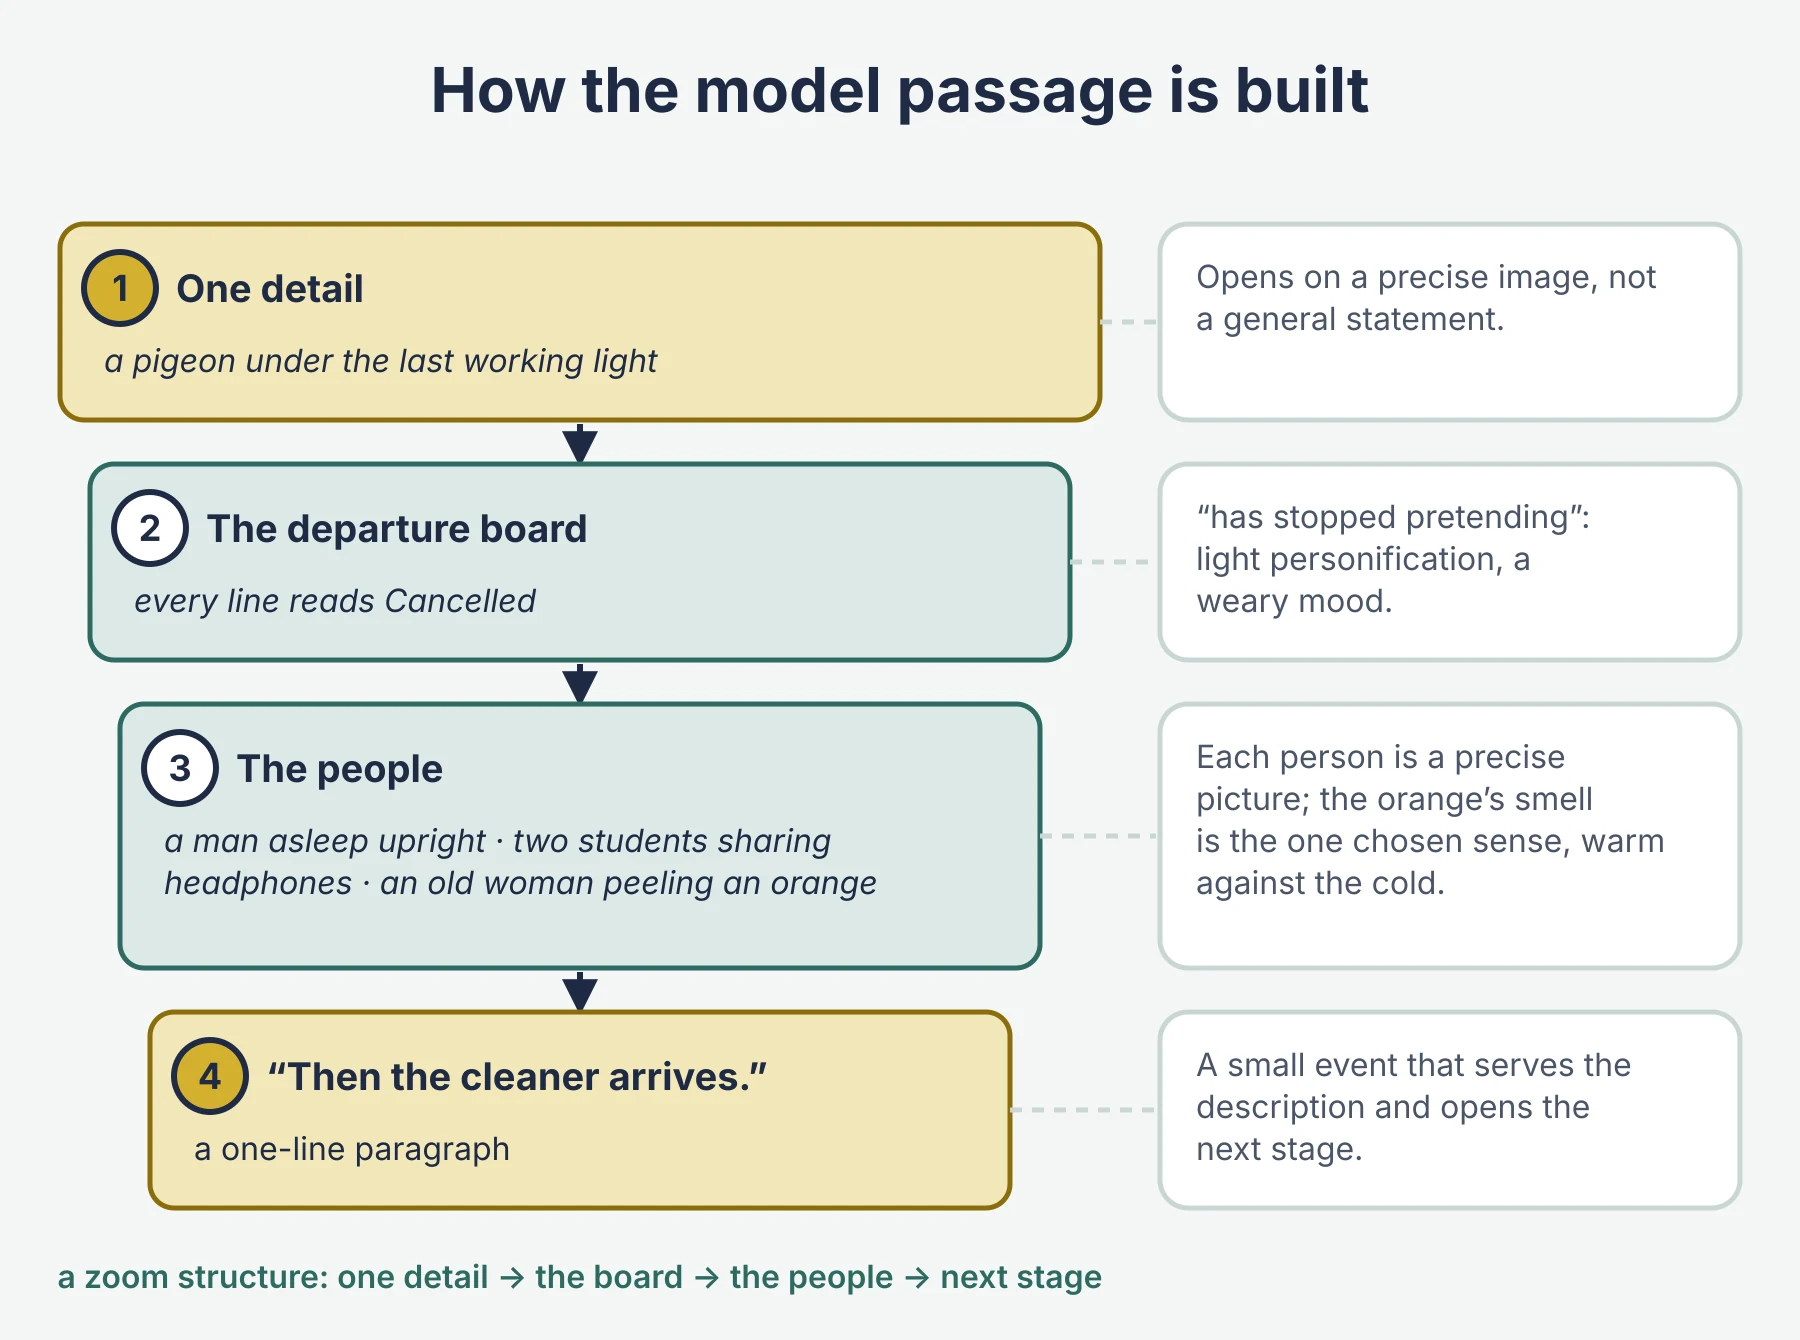 How the model passage is built
1 One detail
a pigeon under the last working light
Opens on a precise image, not
a general statement.
2 The departure board
every line reads Cancelled
“has stopped pretending”:
light personification, a
weary mood.
3 The people
a man asleep upright · two students sharing
headphones · an old woman peeling an orange
Each person is a precise
picture; the orange’s smell
is the one chosen sense, warm
against the cold.
4 “Then the cleaner arrives.”
a one-line paragraph
A small event that serves the
description and opens the
next stage.
a zoom structure: one detail → the board → the people → next stage